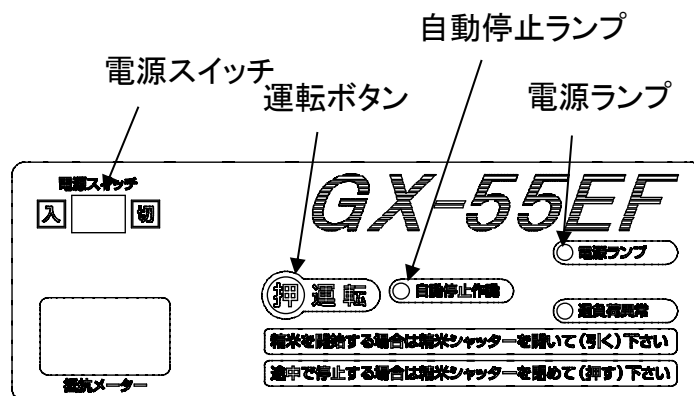 自動停止ランプ
電源スイッチ
運転ボタン
電源ランプ
電源スイッチ
入 切
GX-55EF
電源ランプ
押 運転
自動停止作動
過負荷異常
精米を開始する場合は精米シャッターを開いて(引く)下さい
途中で停止する場合は精米シャッターを閉めて(押す)下さい
抵抗メーター